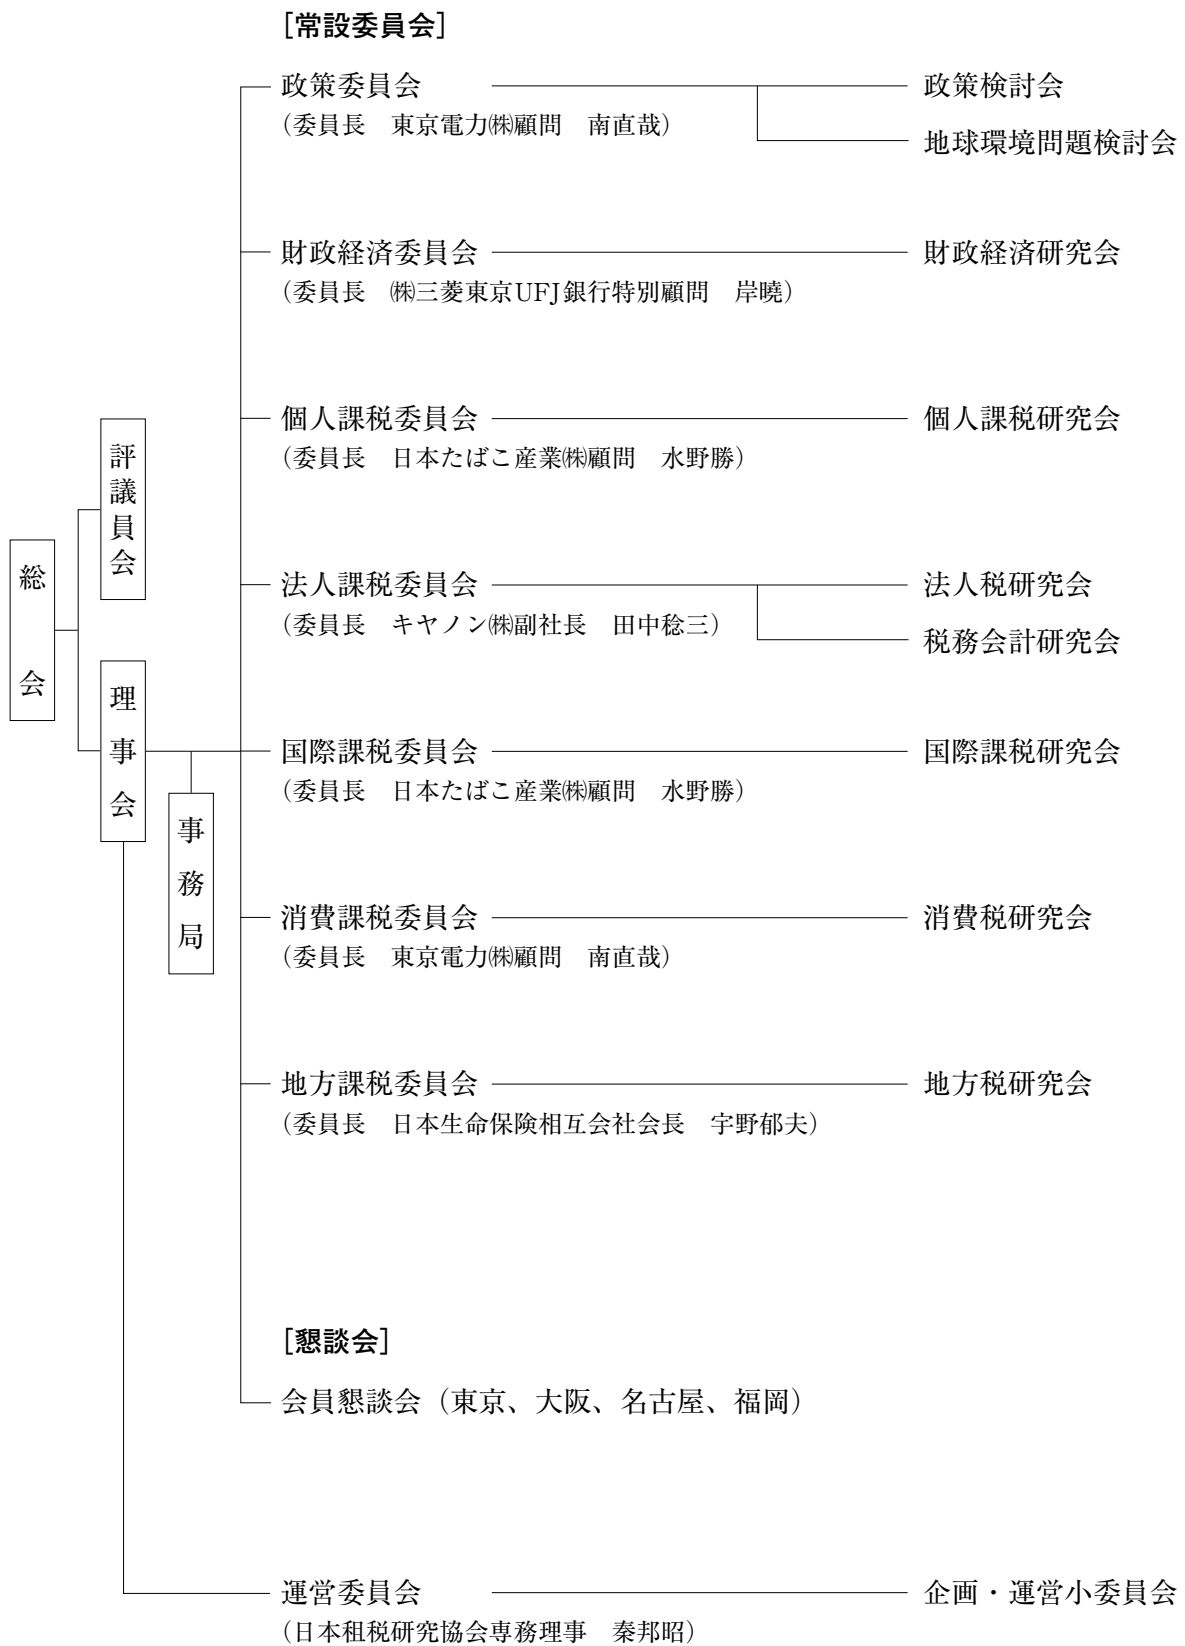 ［常設委員会］
政策委員会
政策検討会
（委員長　東京電力㈱顧問　南直哉）
地球環境問題検討会
財政経済委員会
財政経済研究会
（委員長　㈱三菱東京UFJ銀行特別顧問　岸曉）
個人課税委員会
個人課税研究会
（委員長　日本たばこ産業㈱顧問　水野勝）
評議員会
総会
法人課税委員会
法人税研究会
（委員長　キヤノン㈱副社長　田中稔三）
税務会計研究会
理事会
国際課税委員会
国際課税研究会
（委員長　日本たばこ産業㈱顧問　水野勝）
事務局
消費課税委員会
消費税研究会
（委員長　東京電力㈱顧問　南直哉）
地方課税委員会
地方税研究会
（委員長　日本生命保険相互会社会長　宇野郁夫）
［懇談会］
会員懇談会（東京、大阪、名古屋、福岡）
運営委員会
企画・運営小委員会
（日本租税研究協会専務理事　秦邦昭）